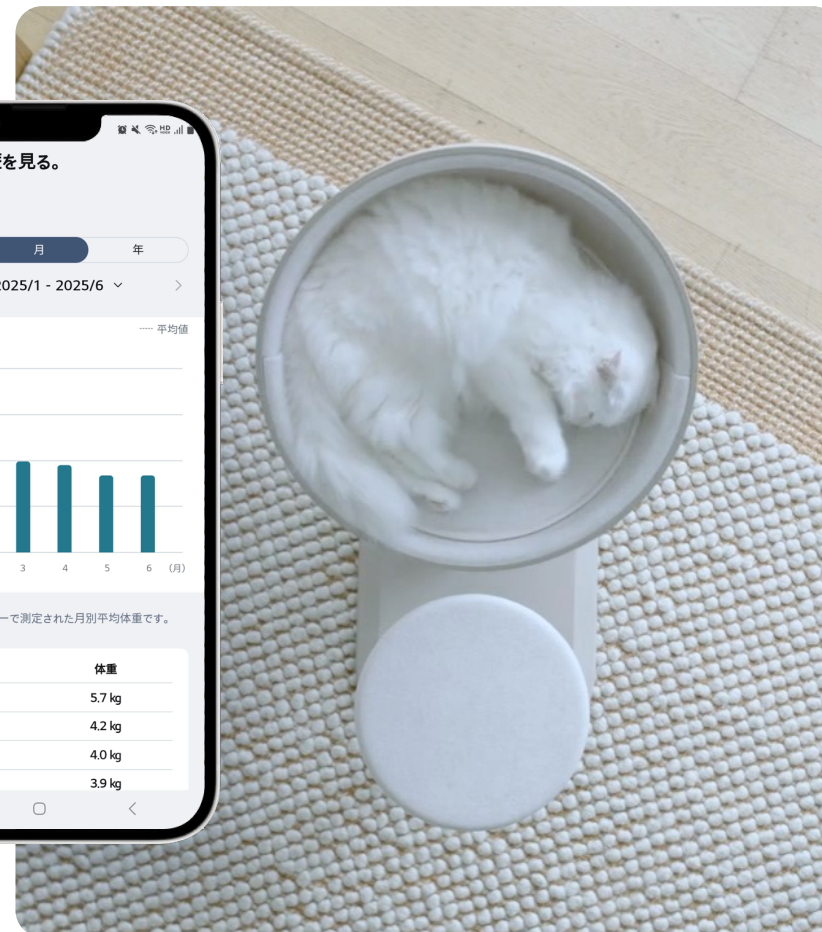 を見る。
月 年
025/1 - 2025/6
平均値
3 4 5 6 (月)
ーで測定された月別平均体重です。
体重
5.7 kg
4.2 kg
4.0 kg
3.9 kg